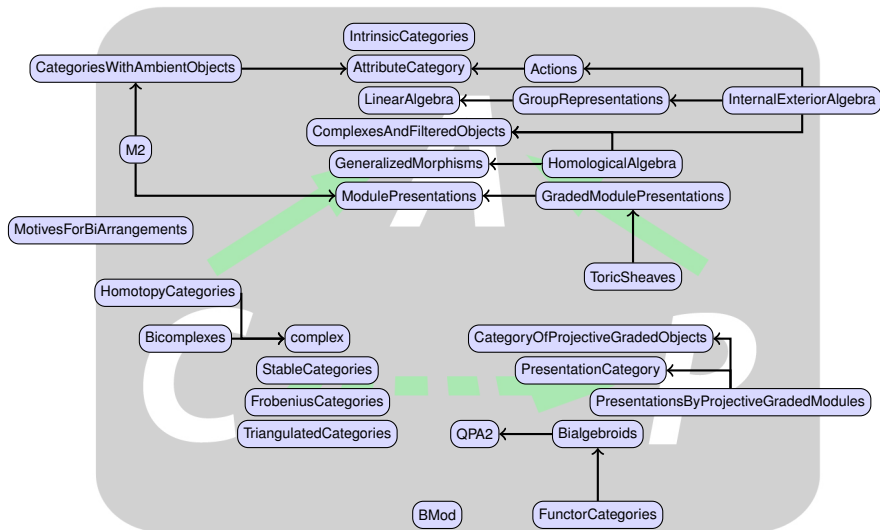 IntrinsicCategories
CategoriesWithAmbientObjects
AttributeCategory
Actions
LinearAlgebra
GroupRepresentations
InternalExteriorAlgebra
ComplexesAndFilteredObjects
M2
GeneralizedMorphisms
HomologicalAlgebra
ModulePresentations
GradedModulePresentations
MotivesForBiArrangements
ToricSheaves
HomotopyCategories
Bicomplexes
complex
CategoryOfProjectiveGradedObjects
StableCategories
PresentationCategory
FrobeniusCategories
PresentationsByProjectiveGradedModules
TriangulatedCategories
QPA2
Bialgebroids
BMod
FunctorCategories
A
C
P